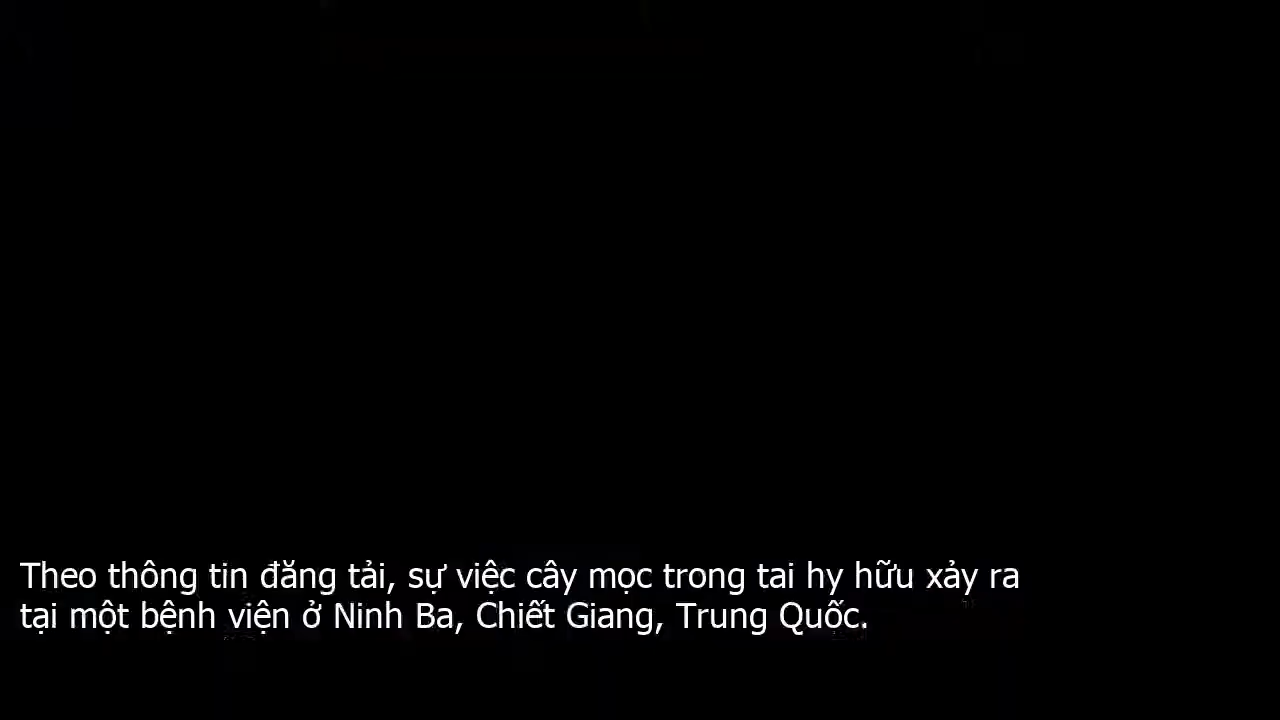 Theo thông tin đăng tải, sự việc cây mọc trong tai hy hữu xảy ra
tại một bệnh viện ở Ninh Ba, Chiết Giang, Trung Quốc.